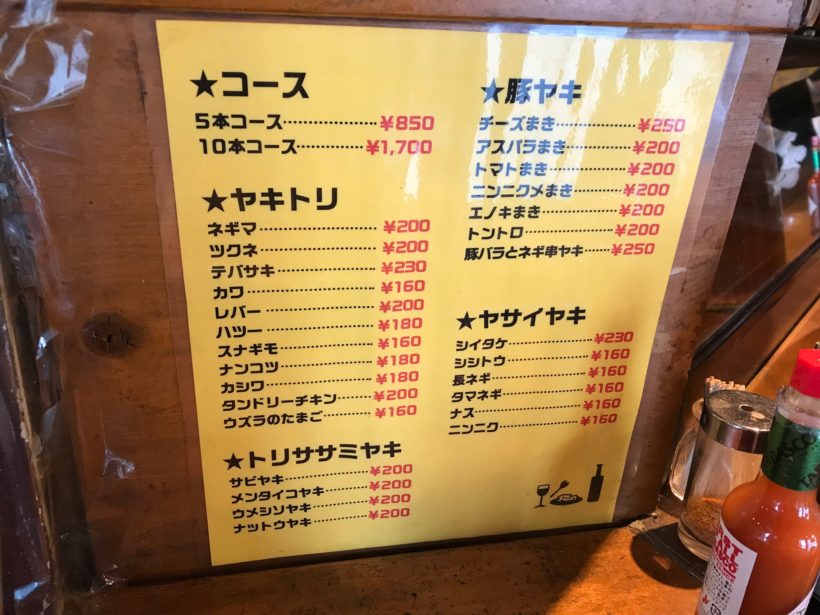 ★コース
5本コース………………¥850
10本コース…………¥1,700
★ヤキトリ
ネギマ………………………¥200
ツクネ………………………¥200
テバサキ……………………¥230
カワ…………………………¥160
レバー………………………¥200
ハツー………………………¥180
スナギモ……………………¥160
ナンコツ……………………¥180
カシワ………………………¥180
タンドリーチキン…………¥200
ウズラのたまご……………¥160
★トリササミヤキ
サビヤキ……………………¥200
メンタイコヤキ……………¥200
ウメシソヤキ………………¥200
ナットウヤキ………………¥200
★豚ヤキ
チーズまき…………………¥250
アスパラまき………………¥200
トマトまき…………………¥200
ニンニクメまき……………¥200
エノキまき…………………¥200
トントロ……………………¥200
豚バラとネギ串ヤキ………¥250
★ヤサイヤキ
シイタケ……………………¥230
シシトウ……………………¥160
長ネギ………………………¥160
タマネギ……………………¥160
ナス…………………………¥160
ニンニク……………………¥160